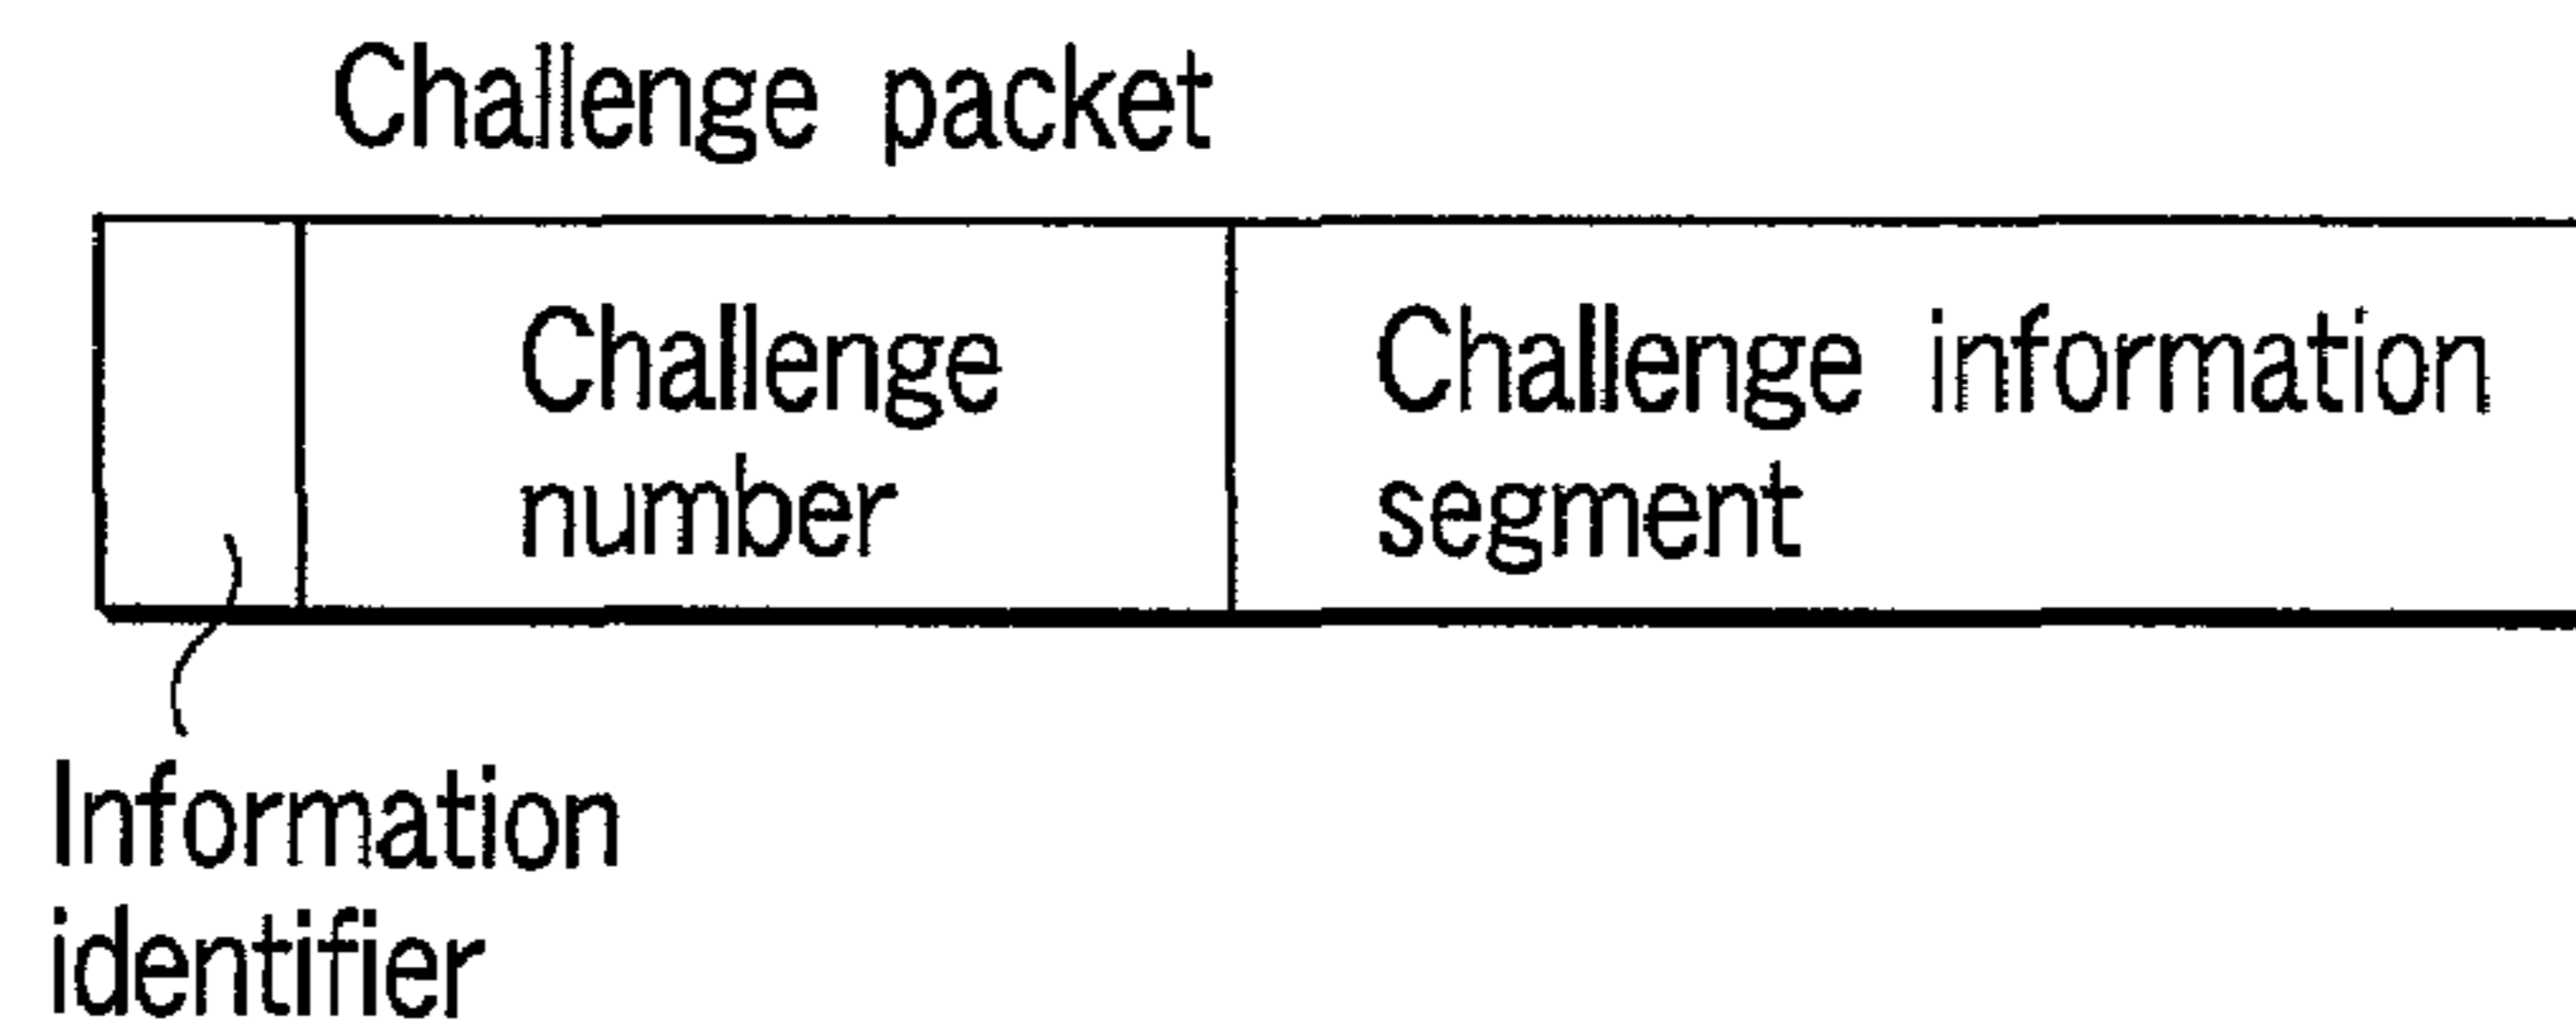 Challenge packet
Challenge
number
Challenge information
segment
Information
identifier